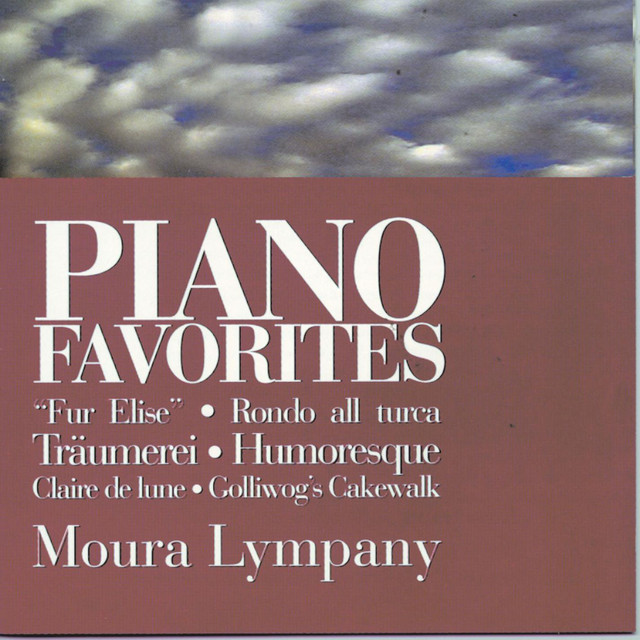 PIANO
FAVORITES
“Fur Elise” • Rondo all turca
Träumerei • Humoresque
Claire de lune • Golliwog's Cakewalk
Moura Lympany